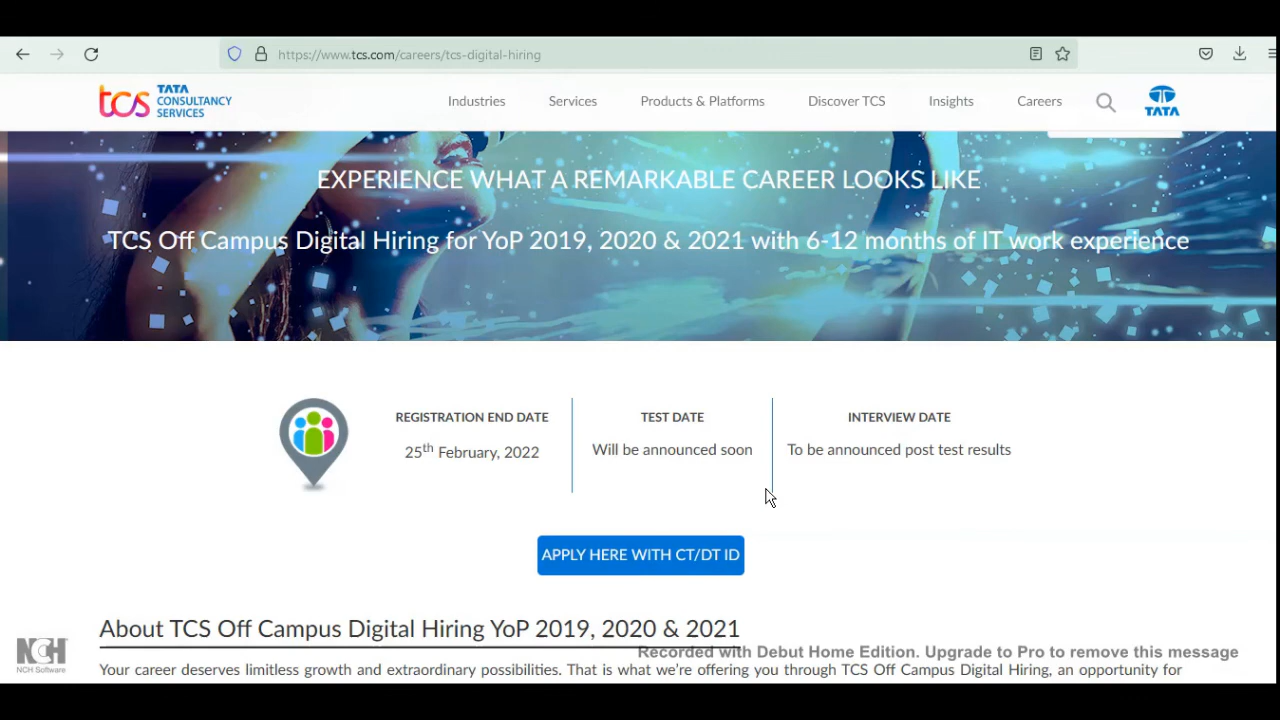 https://www.tcs.com/careers/tcs-digital-hiring
tcs TATA CONSULTANCY SERVICES
Industries Services Products & Platforms Discover TCS Insights Careers
TATA
EXPERIENCE WHAT A REMARKABLE CAREER LOOKS LIKE
TCS Off Campus Digital Hiring for YoP 2019, 2020 & 2021 with 6-12 months of IT work experience
REGISTRATION END DATE TEST DATE INTERVIEW DATE
25th February, 2022 Will be announced soon To be announced post test results
APPLY HERE WITH CT/DT ID
About TCS Off Campus Digital Hiring YoP 2019, 2020 & 2021
NCH
NCH Software
Recorded with Debut Home Edition. Upgrade to Pro to remove this message
Your career deserves limitless growth and extraordinary possibilities. That is what we're offering you through TCS Off Campus Digital Hiring, an opportunity for